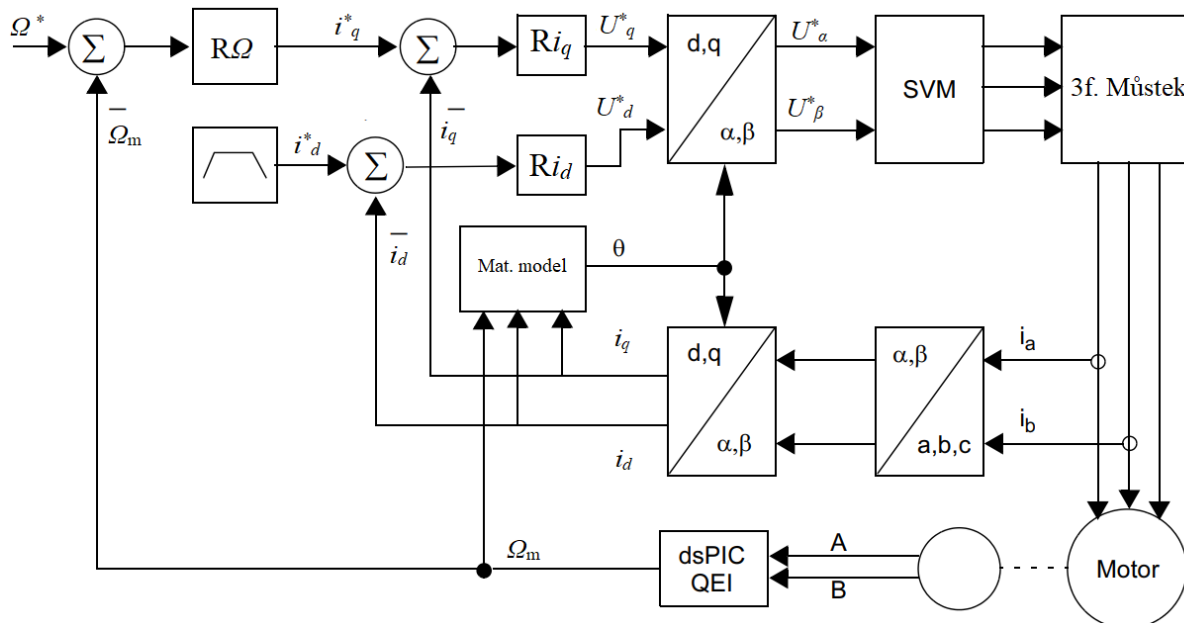 Ω*
Σ
RΩ
i*q
Σ
Riq
U*q
d,q
α,β
U*α
U*β
SVM
3f. Můstek
Ωm
i*d
Σ
iq
Rid
U*d
id
Mat. model
θ
iq
id
d,q
α,β
α,β
a,b,c
ia
ib
Ωm
dsPIC
QEI
A
B
Motor